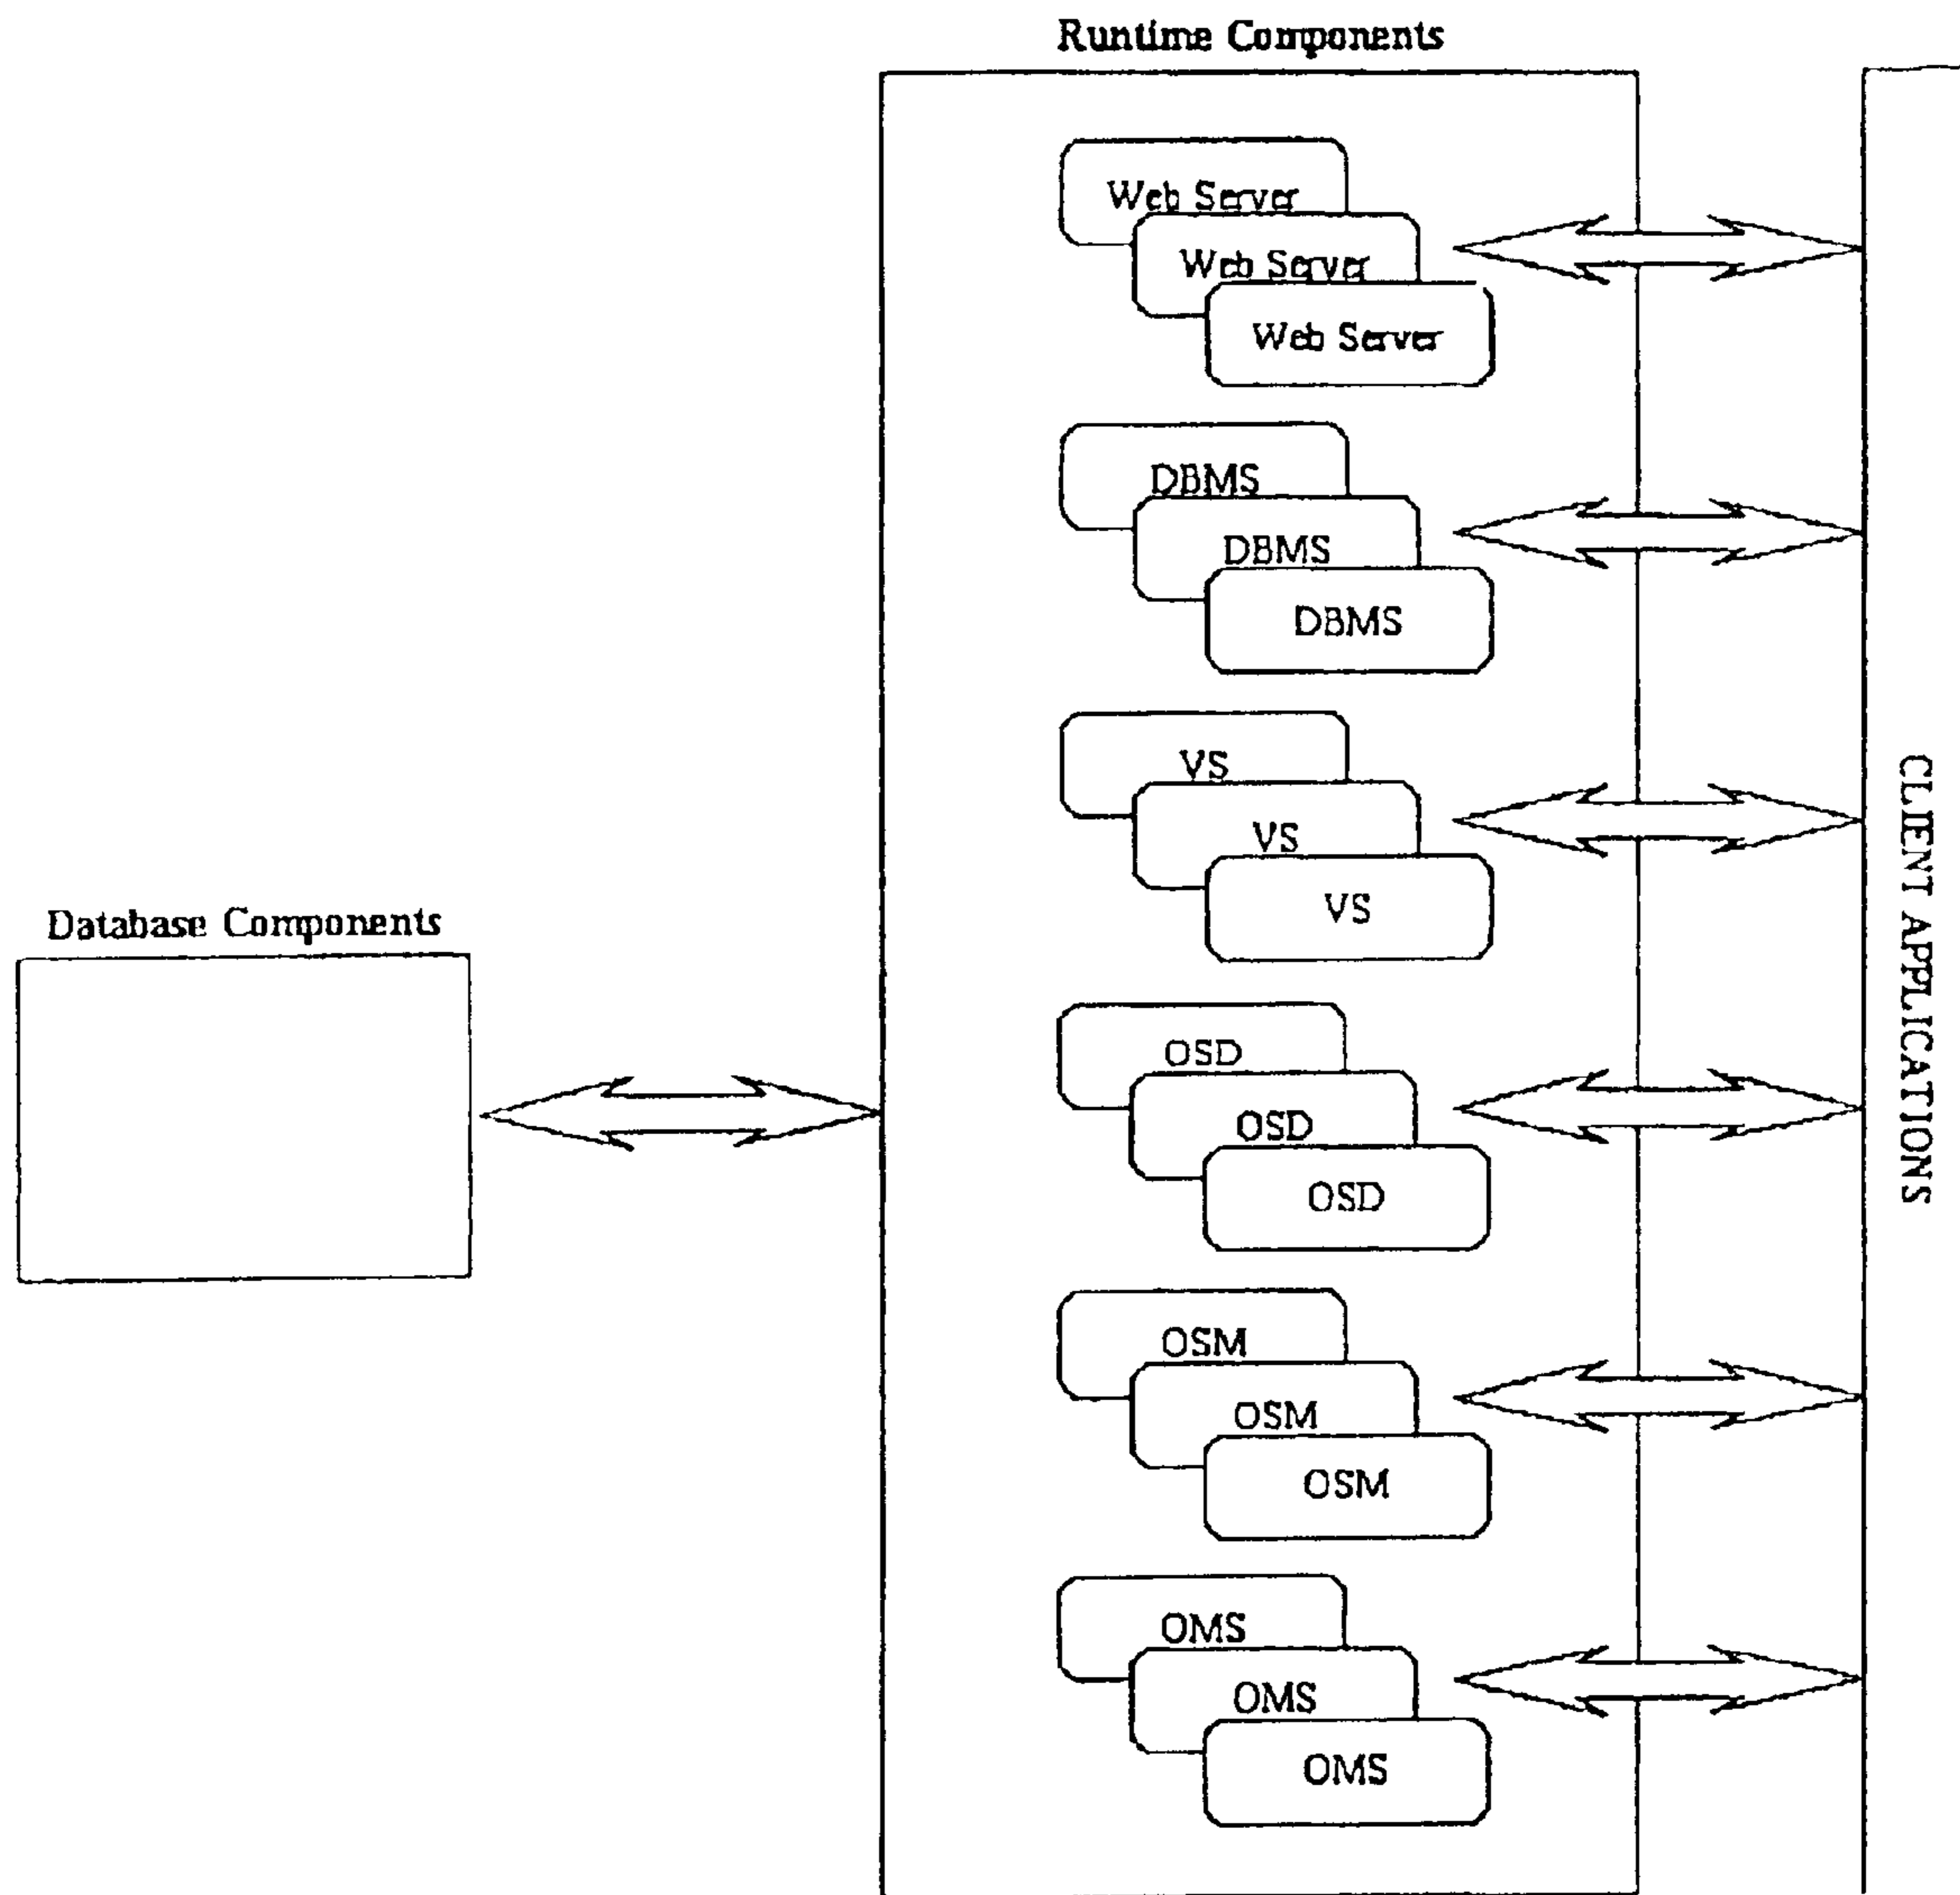 Runtime Components
Web Server
Web Server
Web Server
DBMS
DBMS
DBMS
VS
VS
VS
Database Components
OSD
OSD
OSD
OSM
OSM
OSM
OMS
OMS
OMS
CLIENT APPLICATIONS